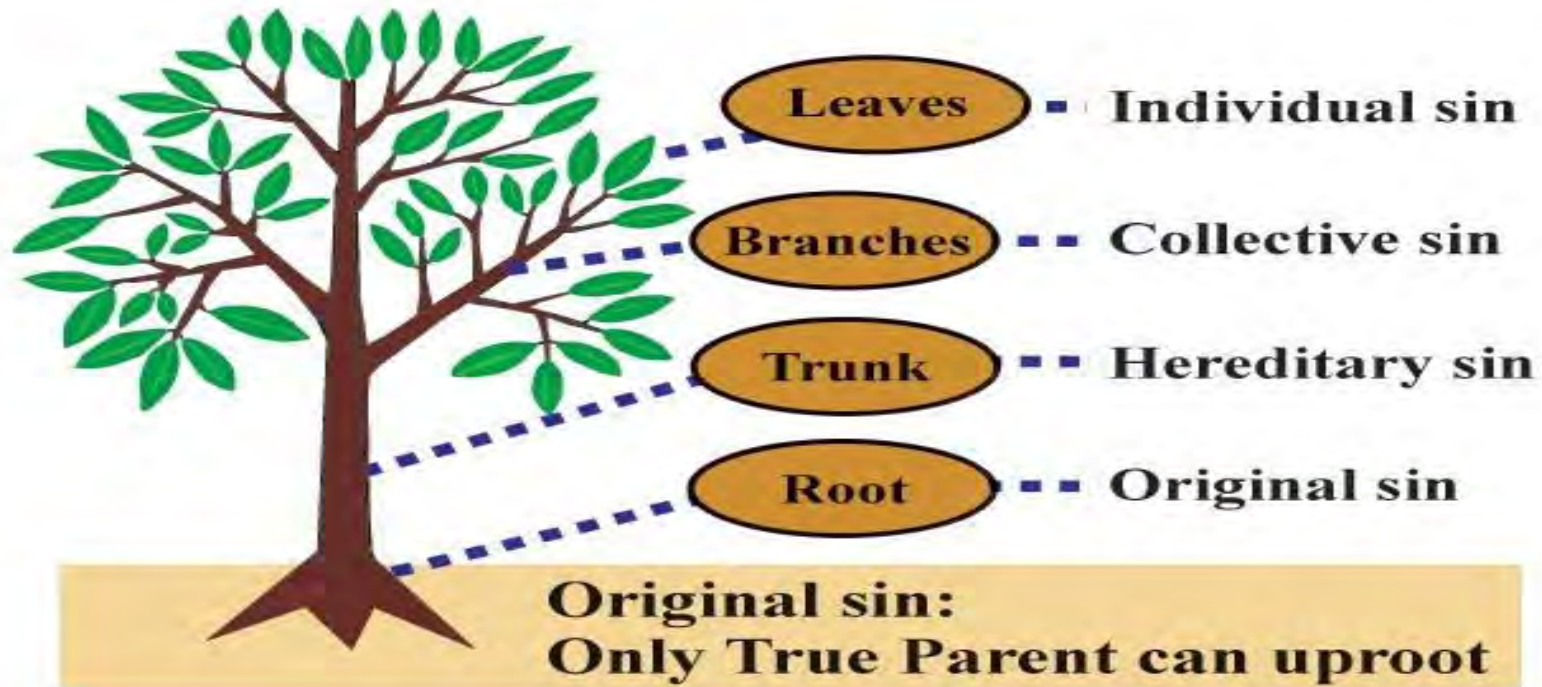 Leaves Individual sin
Branches Collective sin
Trunk Hereditary sin
Root Original sin
Original sin:
Only True Parent can uproot